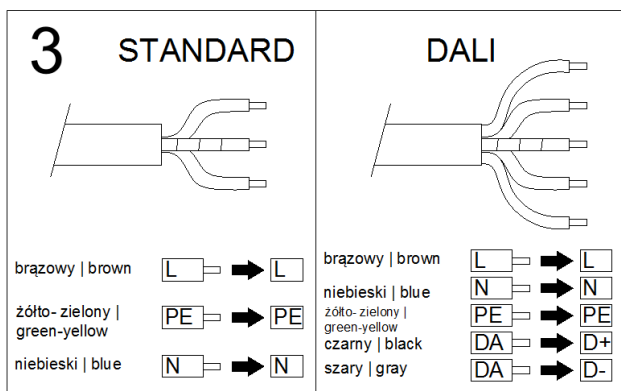 3 STANDARD
brązowy | brown L L
żółto- zielony |
green-yellow PE PE
niebieski | blue N N
DALI
brązowy | brown L L
niebieski | blue N N
żółto- zielony |
green-yellow PE PE
czarny | black DA D+
szary | gray DA D-